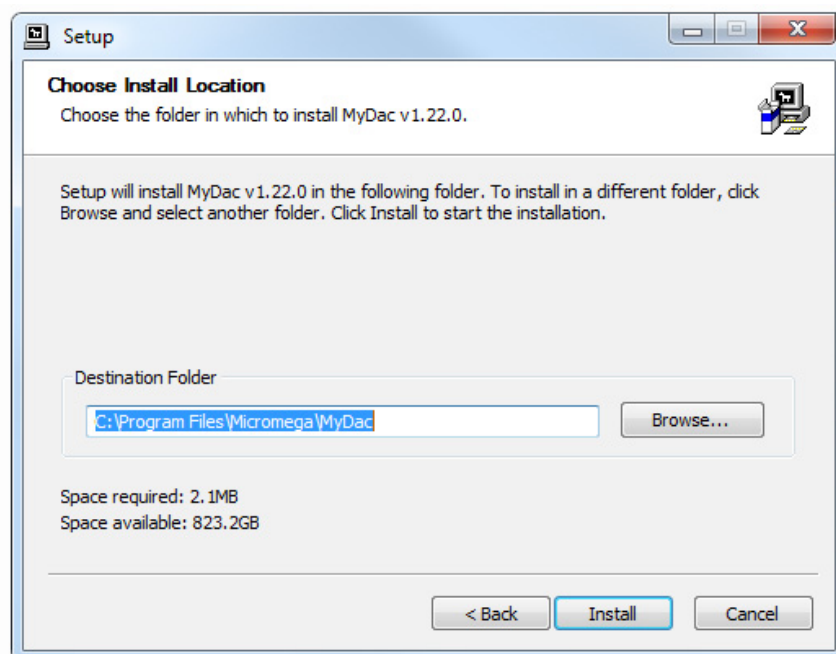 Setup
Choose Install Location
Choose the folder in which to install MyDac v1.22.0.
Setup will install MyDac v1.22.0 in the following folder. To install in a different folder, click
Browse and select another folder. Click Install to start the installation.
Destination Folder
C:\Program Files\Micromega\MyDac
Browse...
Space required: 2.1MB
Space available: 823.2GB
< Back
Install
Cancel